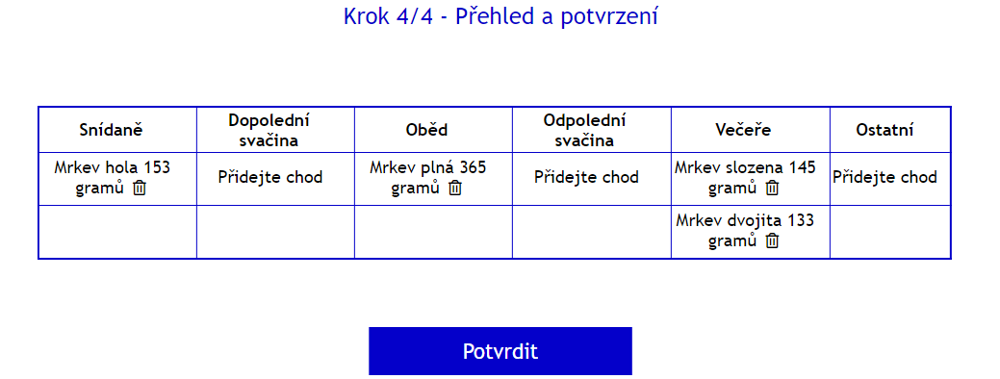 Krok 4/4 - Přehled a potvrzení
Snídaně
Dopolední
svačina
Oběd
Odpolední
svačina
Večeře
Ostatní
Mrkev hola 153
gramů
Přidejte chod
Mrkev plná 365
gramů
Přidejte chod
Mrkev slozena 145
gramů
Přidejte chod
Mrkev dvojita 133
gramů
Potvrdit